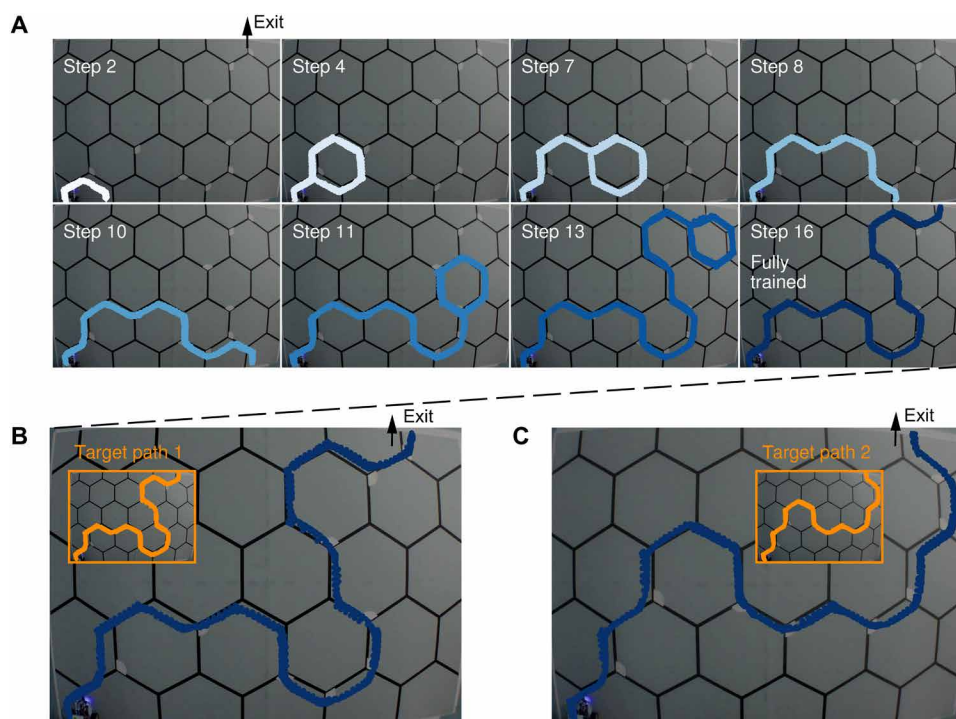 A
Exit
Step 2
Step 4
Step 7
Step 8
Step 10
Step 11
Step 13
Step 16
Fully
trained
B
Exit
Target path 1
C
Exit
Target path 2